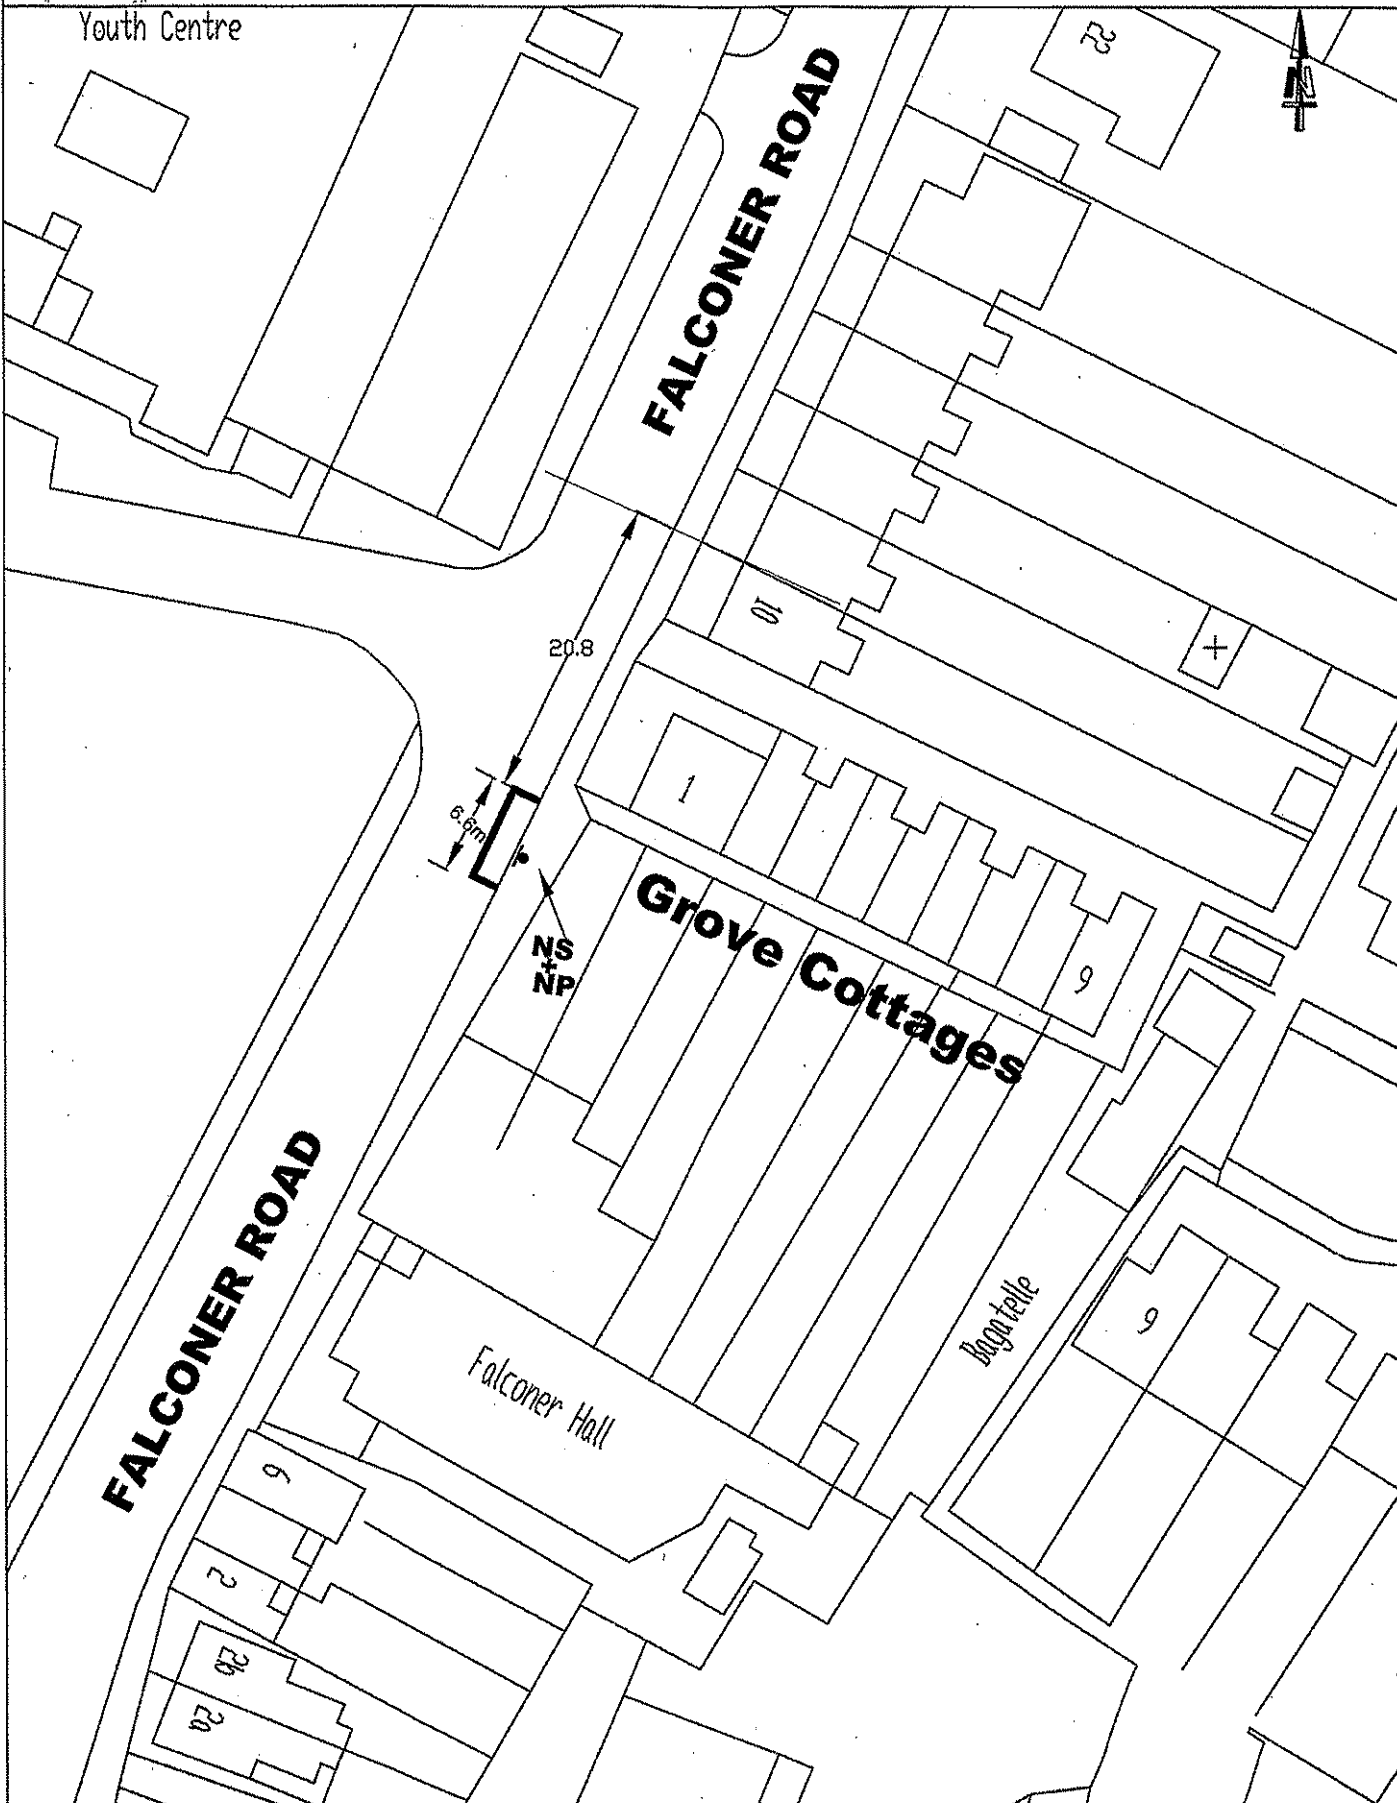 Youth Centre
22
N
FALCONER ROAD
10
20.8
+
1
6.6m
NS
+
NP
Grove Cottages
9
FALCONER ROAD
Bagatelle
9
Falconer Hall
6
2
2b
2a